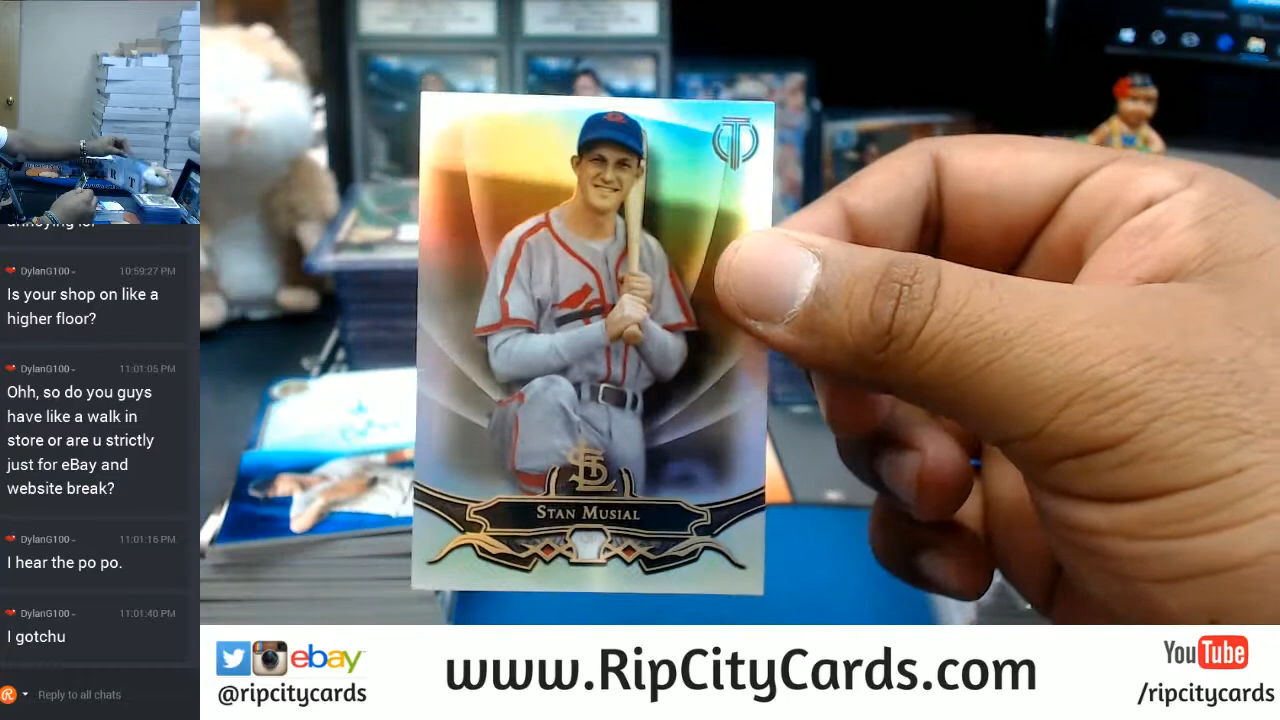 annoying lol
DylanG100
10:59:27 PM
Is your shop on like a
higher floor?
DylanG100
11:01:05 PM
Ohh, so do you guys
have like a walk in
store or are u strictly
just for eBay and
website break?
DylanG100
11:01:16 PM
I hear the po po.
DylanG100
11:01:40 PM
I gotchu
Reply to all chats
STL
STAN MUSIAL
ebay
@ripcitycards
www.RipCityCards.com
YouTube
/ripcitycards